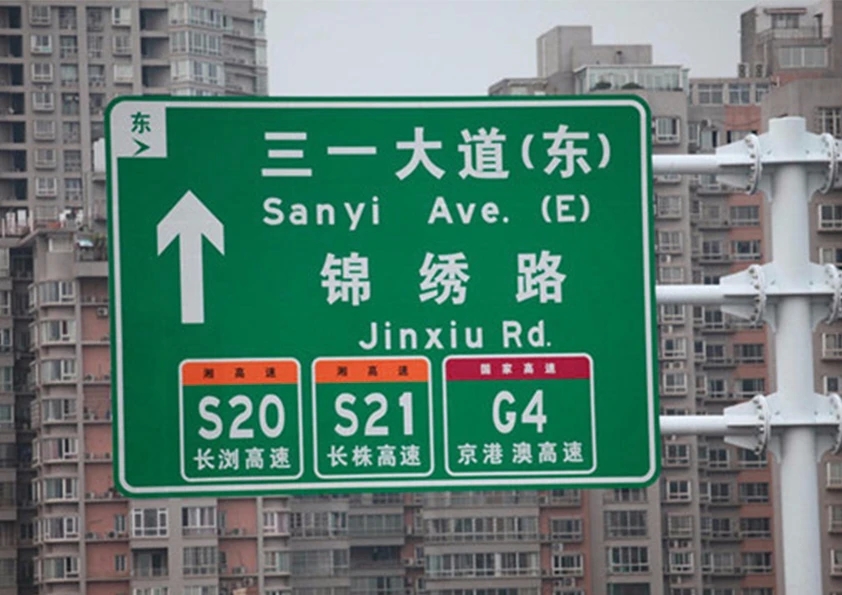 东
三一大道(东)
Sanyi Ave. (E)
锦绣路
Jinxiu Rd.
湘高速
S20
长浏高速
湘高速
S21
长株高速
国家高速
G4
京港澳高速